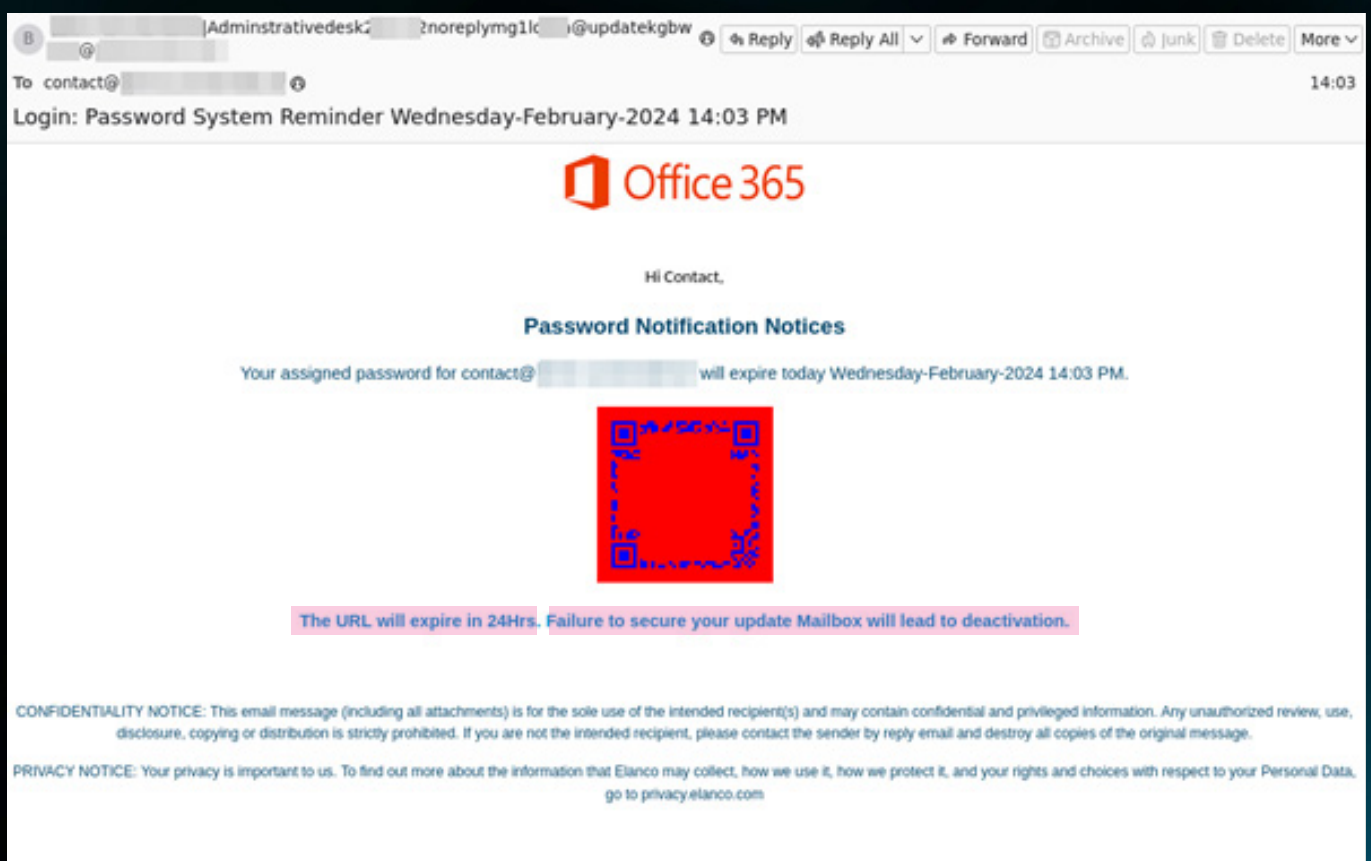 B
|Adminstrativedesk2 2noreplymg1lc @updatekgbw
@
Reply
Reply All
Forward
Archive
Junk
Delete
More
To contact@
14:03
Login: Password System Reminder Wednesday-February-2024 14:03 PM
Office 365
Hi Contact,
Password Notification Notices
Your assigned password for contact@ will expire today Wednesday-February-2024 14:03 PM.
The URL will expire in 24Hrs. Failure to secure your update Mailbox will lead to deactivation.
CONFIDENTIALITY NOTICE: This email message (including all attachments) is for the sole use of the intended recipient(s) and may contain confidential and privileged information. Any unauthorized review, use,
disclosure, copying or distribution is strictly prohibited. If you are not the intended recipient, please contact the sender by reply email and destroy all copies of the original message.
PRIVACY NOTICE: Your privacy is important to us. To find out more about the information that Elanco may collect, how we use it, how we protect it, and your rights and choices with respect to your Personal Data,
go to privacy.elanco.com